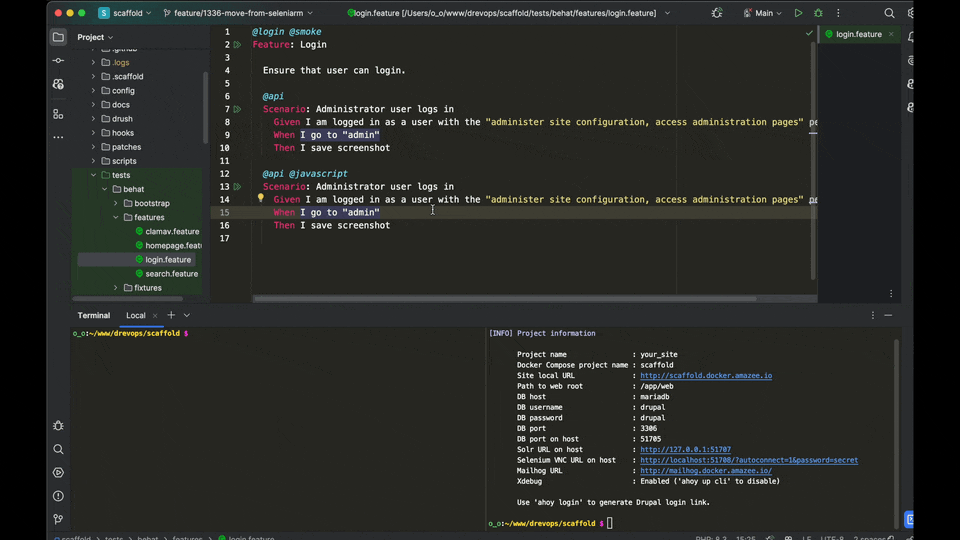 scaffold
feature/1336-move-from-seleniarm
login.feature [/Users/o_o/www/drevops/scaffold/tests/behat/features/login.feature]
Main
Project
login.feature
.logs
.scaffold
config
docs
drush
hooks
patches
scripts
tests
behat
bootstrap
features
clamav.feature
homepage.feat
login.feature
search.feature
fixtures
1 @login @smoke
2 Feature: Login
3
4 Ensure that user can login.
5
6 @api
7 Scenario: Administrator user logs in
8 Given I am logged in as a user with the "administer site configuration, access administration pages" pe
9 When I go to "admin"
10 Then I save screenshot
11
12 @api @javascript
13 Scenario: Administrator user logs in
14 Given I am logged in as a user with the "administer site configuration, access administration pages" pe
15 When I go to "admin"
16 Then I save screenshot
17
Terminal
Local
o_o:~/www/drevops/scaffold $
[INFO] Project information
Project name : your_site
Docker Compose project name : scaffold
Site local URL : http://scaffold.docker.amazee.io
Path to web root : /app/web
DB host : mariadb
DB username : drupal
DB password : drupal
DB port : 3306
DB port on host : 51705
Solr URL on host : http://127.0.0.1:51707
Selenium VNC URL on host : http://localhost:51708/?autoconnect=1&password=secret
Mailhog URL : http://mailhog.docker.amazee.io/
Xdebug : Enabled ('ahoy up cli' to disable)
Use 'ahoy login' to generate Drupal login link.
o_o:~/www/drevops/scaffold $
scaffold tests behat features login.feature
PHP: 8.3 15:25 LF UTF-8 2 spaces